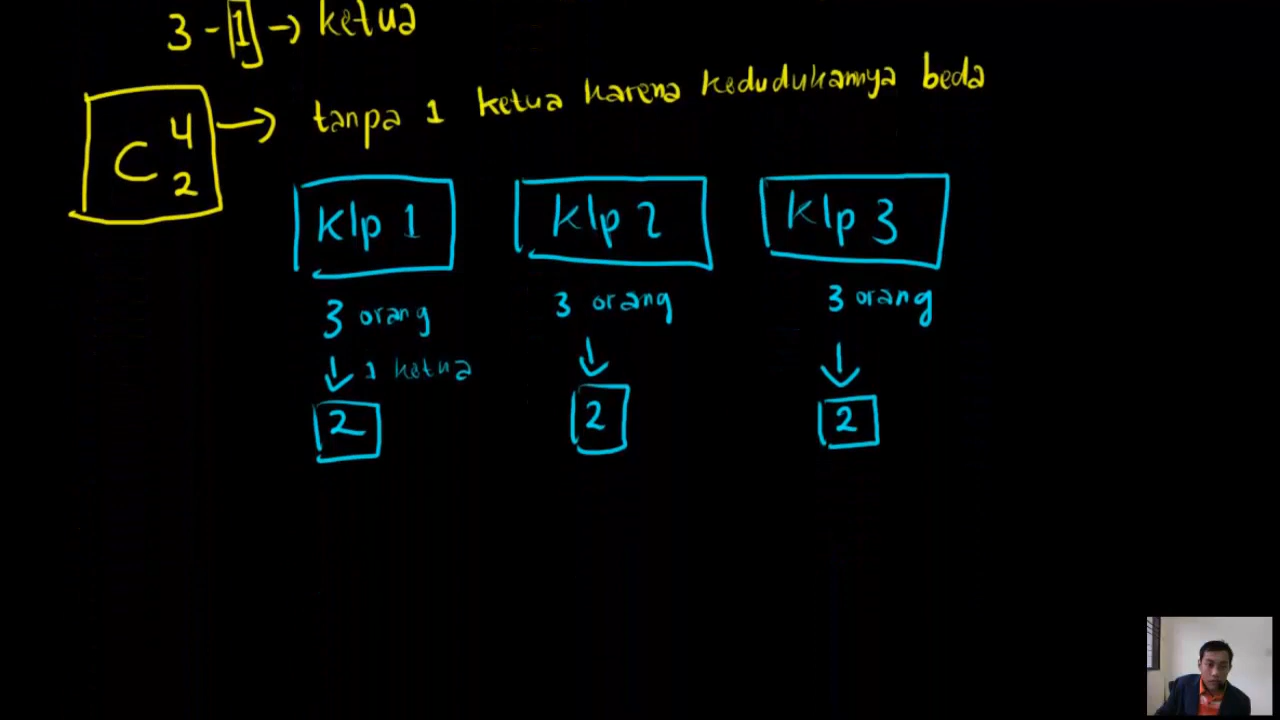 3 - 1 → ketua
C 4 2 → tanpa 1 ketua karena kedudukannya beda
Klp 1 Klp 2 Klp 3
3 orang 3 orang 3 orang
↓ 1 ketua ↓ ↓
2 2 2